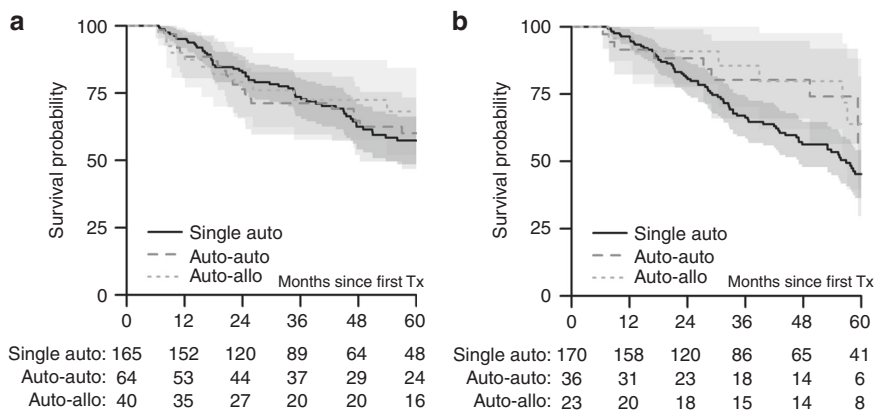 a
100
75
50
25
0
Survival probability
Single auto
Auto-auto
Auto-allo
Months since first Tx
0 12 24 36 48 60
Single auto: 165 152 120 89 64 48
Auto-auto: 64 53 44 37 29 24
Auto-allo: 40 35 27 20 20 16
b
100
75
50
25
0
Survival probability
Single auto
Auto-auto
Auto-allo
Months since first Tx
0 12 24 36 48 60
Single auto: 170 158 120 86 65 41
Auto-auto: 36 31 23 18 14 6
Auto-allo: 23 20 18 15 14 8